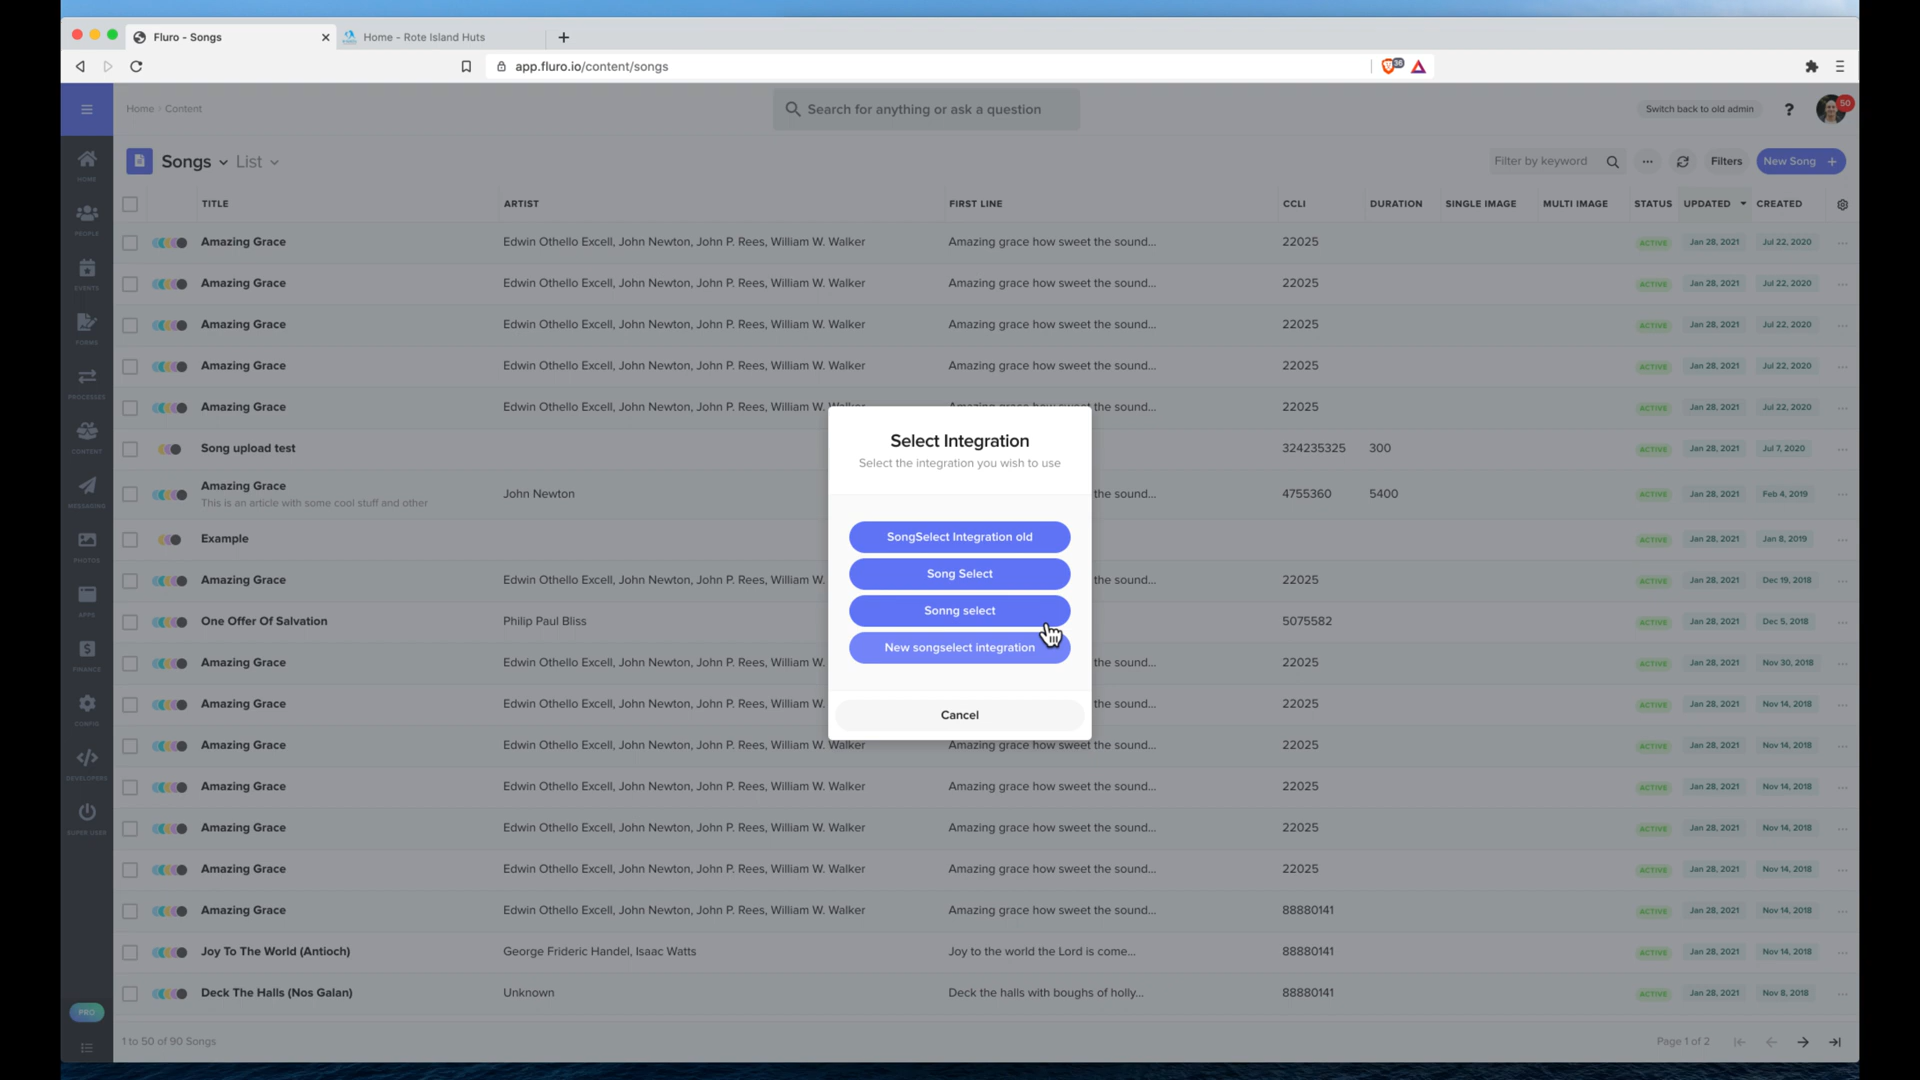 Fluro - Songs
Home - Rote Island Huts
app.fluro.io/content/songs
36
Home › Content
Search for anything or ask a question
Switch back to old admin
?
50
Songs
List
Filter by keyword
Filters
New Song +
HOME
PEOPLE
EVENTS
FORMS
PROCESSES
CONTENT
MESSAGING
PHOTOS
APPS
FINANCE
CONFIG
DEVELOPERS
SUPER USER
PRO
TITLE ARTIST FIRST LINE CCLI DURATION SINGLE IMAGE MULTI IMAGE STATUS UPDATED CREATED
Amazing Grace Edwin Othello Excell, John Newton, John P. Rees, William W. Walker Amazing grace how sweet the sound... 22025 ACTIVE Jan 28, 2021 Jul 22, 2020
Amazing Grace Edwin Othello Excell, John Newton, John P. Rees, William W. Walker Amazing grace how sweet the sound... 22025 ACTIVE Jan 28, 2021 Jul 22, 2020
Amazing Grace Edwin Othello Excell, John Newton, John P. Rees, William W. Walker Amazing grace how sweet the sound... 22025 ACTIVE Jan 28, 2021 Jul 22, 2020
Amazing Grace Edwin Othello Excell, John Newton, John P. Rees, William W. Walker Amazing grace how sweet the sound... 22025 ACTIVE Jan 28, 2021 Jul 22, 2020
Amazing Grace Edwin Othello Excell, John Newton, John P. Rees, William W. Walker Amazing grace how sweet the sound... 22025 ACTIVE Jan 28, 2021 Jul 22, 2020
Song upload test 324235325 300 ACTIVE Jan 28, 2021 Jul 7, 2020
Amazing Grace John Newton the sound... 4755360 5400 ACTIVE Jan 28, 2021 Feb 4, 2019
This is an article with some cool stuff and other
Example ACTIVE Jan 28, 2021 Jan 8, 2019
Amazing Grace Edwin Othello Excell, John Newton, John P. Rees, William W. the sound... 22025 ACTIVE Jan 28, 2021 Dec 19, 2018
One Offer Of Salvation Philip Paul Bliss 5075582 ACTIVE Jan 28, 2021 Dec 5, 2018
Amazing Grace Edwin Othello Excell, John Newton, John P. Rees, William W. the sound... 22025 ACTIVE Jan 28, 2021 Nov 30, 2018
Amazing Grace Edwin Othello Excell, John Newton, John P. Rees, William W. the sound... 22025 ACTIVE Jan 28, 2021 Nov 14, 2018
Amazing Grace Edwin Othello Excell, John Newton, John P. Rees, William W. Walker Amazing grace how sweet the sound... 22025 ACTIVE Jan 28, 2021 Nov 14, 2018
Amazing Grace Edwin Othello Excell, John Newton, John P. Rees, William W. Walker Amazing grace how sweet the sound... 22025 ACTIVE Jan 28, 2021 Nov 14, 2018
Amazing Grace Edwin Othello Excell, John Newton, John P. Rees, William W. Walker Amazing grace how sweet the sound... 22025 ACTIVE Jan 28, 2021 Nov 14, 2018
Amazing Grace Edwin Othello Excell, John Newton, John P. Rees, William W. Walker Amazing grace how sweet the sound... 22025 ACTIVE Jan 28, 2021 Nov 14, 2018
Amazing Grace Edwin Othello Excell, John Newton, John P. Rees, William W. Walker Amazing grace how sweet the sound... 88880141 ACTIVE Jan 28, 2021 Nov 14, 2018
Joy To The World (Antioch) George Frideric Handel, Isaac Watts Joy to the world the Lord is come... 88880141 ACTIVE Jan 28, 2021 Nov 14, 2018
Deck The Halls (Nos Galan) Unknown Deck the halls with boughs of holly... 88880141 ACTIVE Jan 28, 2021 Nov 8, 2018
1 to 50 of 90 Songs
Page 1 of 2
Select Integration
Select the integration you wish to use
SongSelect Integration old
Song Select
Sonng select
New songselect integration
Cancel